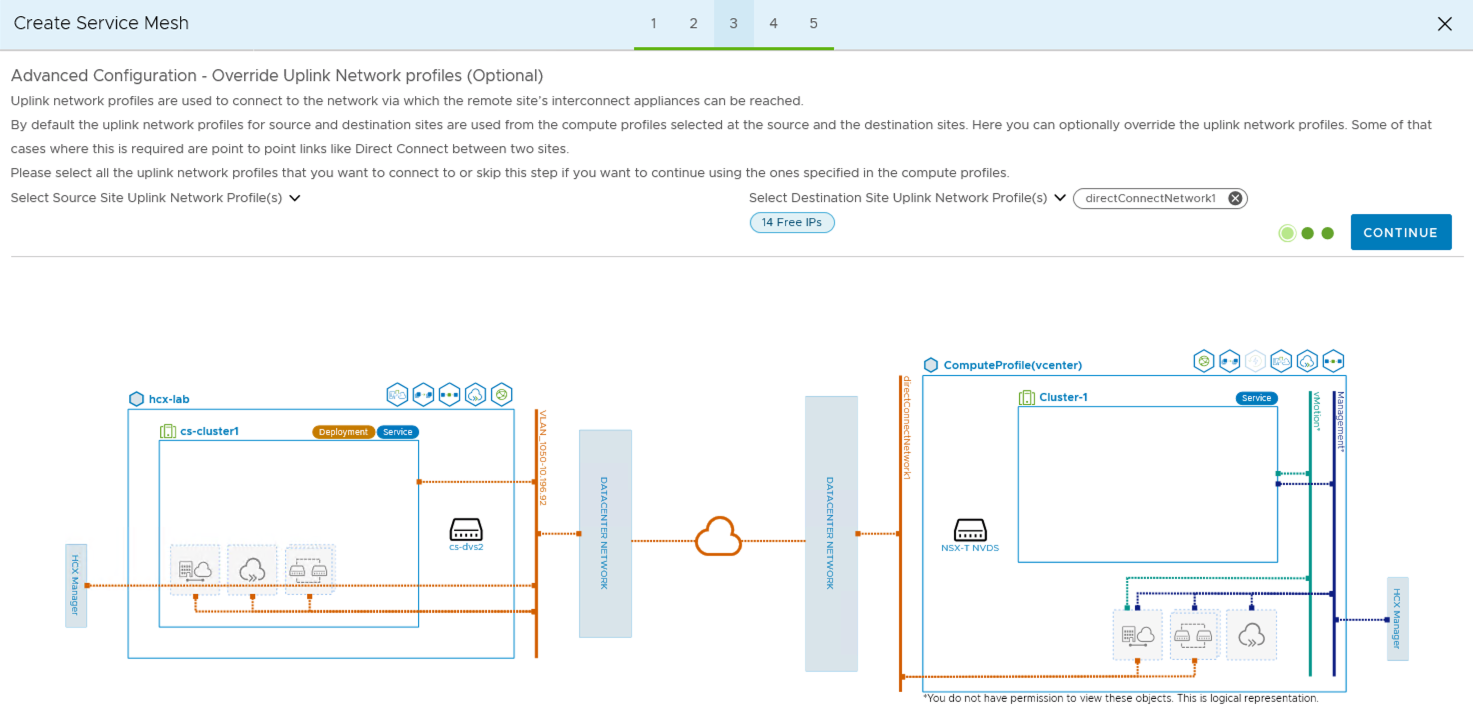 Create Service Mesh
1 2 3 4 5
Advanced Configuration - Override Uplink Network profiles (Optional)
Uplink network profiles are used to connect to the network via which the remote site's interconnect appliances can be reached.
By default the uplink network profiles for source and destination sites are used from the compute profiles selected at the source and the destination sites. Here you can optionally override the uplink network profiles. Some of that
cases where this is required are point to point links like Direct Connect between two sites.
Please select all the uplink network profiles that you want to connect to or skip this step if you want to continue using the ones specified in the compute profiles.
Select Source Site Uplink Network Profile(s)
Select Destination Site Uplink Network Profile(s) directConnectNetwork1
14 Free IPs
CONTINUE
hcx-lab
cs-cluster1
Deployment Service
cs-dvs2
HCX Manager
VLAN_1050-10.196.92
DATACENTER NETWORK
DATACENTER NETWORK
directConnectNetwork1
ComputeProfile(vcenter)
Cluster-1
Service
vMotion*
Management*
NSX-T NVDS
HCX Manager
*You do not have permission to view these objects. This is logical representation.